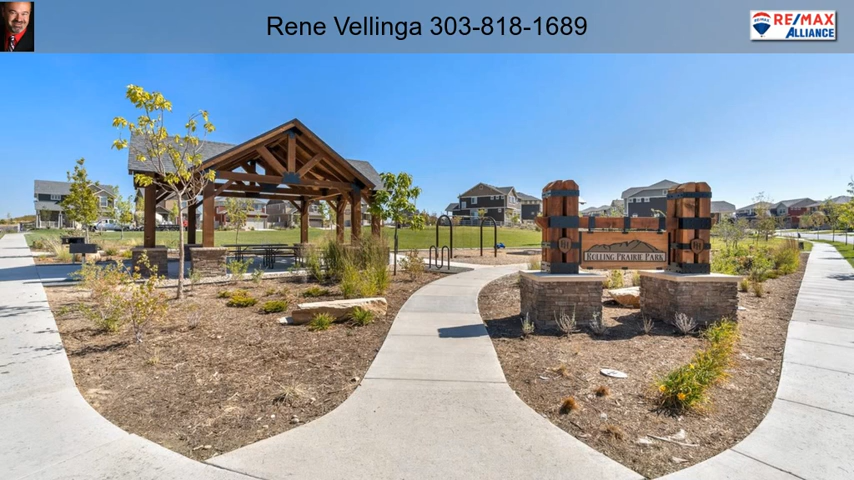 Rene Vellinga 303-818-1689
RE/MAX
ALLIANCE
ROLLING PRAIRIE PARK